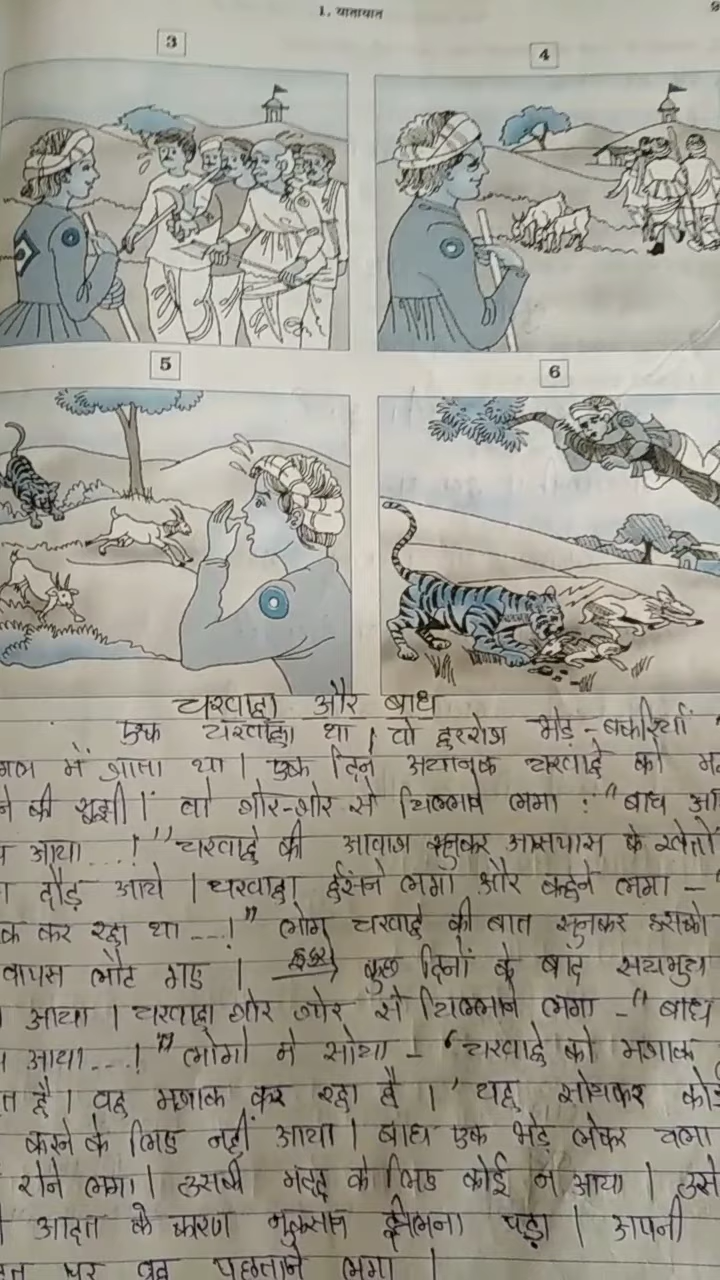 1. यातायात
3
4
5
6
चरवाहा और बाघ
एक चरवाहा था । वो हररोज भेड़ - बकरियाँ
में जाता था । एक दिन अचानक चरवाहे को
ने की सूझी । वो जोर-जोर से चिल्लाने लगा : "बाघ
आया ...! " चरवाहे की आवाज सुनकर आसपास के खेतों
दौड़ आये । चरवाहा हँसने लगा और कहने लगा - "
कर रहा था ---!" लोग चरवाहे की बात सुनकर उसको
वापस लौट गए । कुछ दिनों के बाद सचमुच
आया । चरवाहा जोर जोर से चिल्लाने लगा - " बाघ
आया---! " लोगों ने सोचा - ' चरवाहे को मजाक
है । वह मजाक कर रहा है । ' यह सोचकर
करने के लिए नहीं आया । बाघ एक भेड़ लेकर चला
रोने लगा । उसकी मदद के लिए कोई न आया । उसे
आदत के कारण नुकसान झेलना पड़ा । अपनी
पर वह पछताने लगा ।